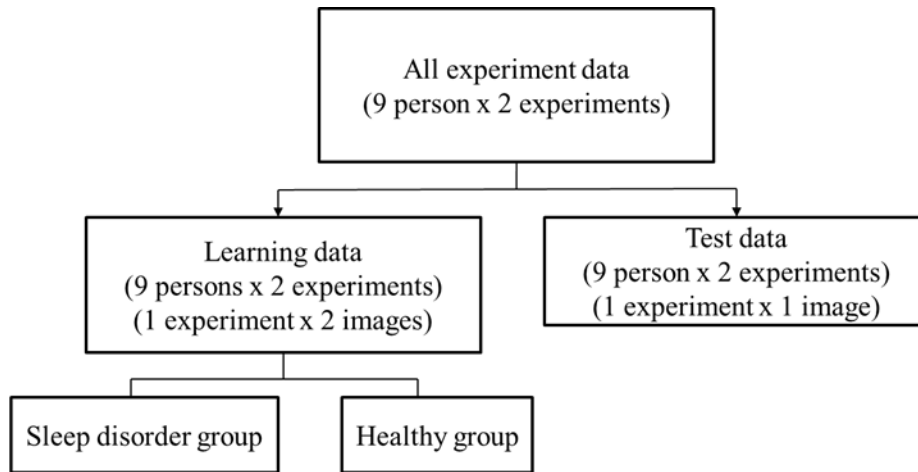 All experiment data
(9 person x 2 experiments)
Learning data
(9 persons x 2 experiments)
(1 experiment x 2 images)
Test data
(9 person x 2 experiments)
(1 experiment x 1 image)
Sleep disorder group
Healthy group